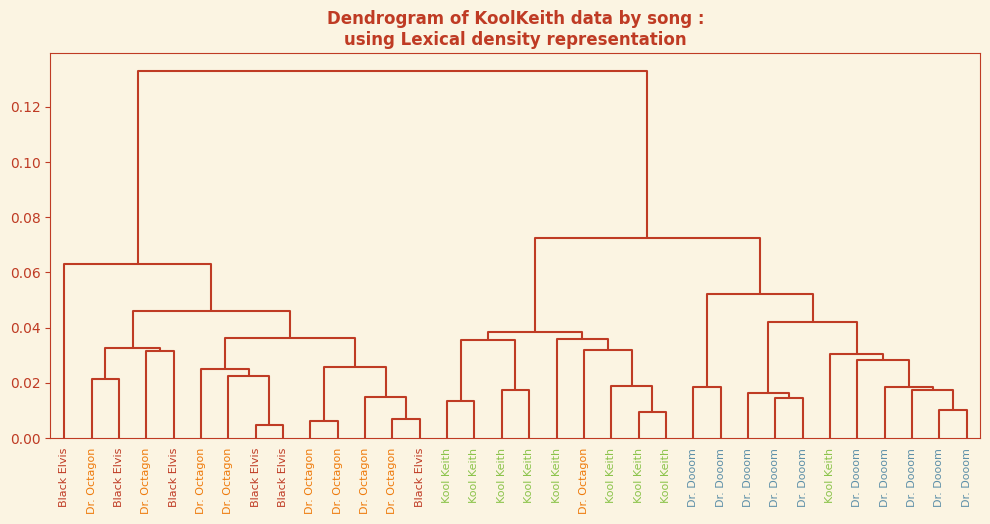 Dendrogram of KoolKeith data by song :
using Lexical density representation
0.12
0.10
0.08
0.06
0.04
0.02
0.00
Black Elvis
Dr. Octagon
Black Elvis
Dr. Octagon
Black Elvis
Dr. Octagon
Dr. Octagon
Black Elvis
Black Elvis
Dr. Octagon
Dr. Octagon
Dr. Octagon
Dr. Octagon
Black Elvis
Kool Keith
Kool Keith
Kool Keith
Kool Keith
Kool Keith
Dr. Octagon
Kool Keith
Kool Keith
Kool Keith
Dr. Dooom
Dr. Dooom
Dr. Dooom
Dr. Dooom
Dr. Dooom
Kool Keith
Dr. Dooom
Dr. Dooom
Dr. Dooom
Dr. Dooom
Dr. Dooom